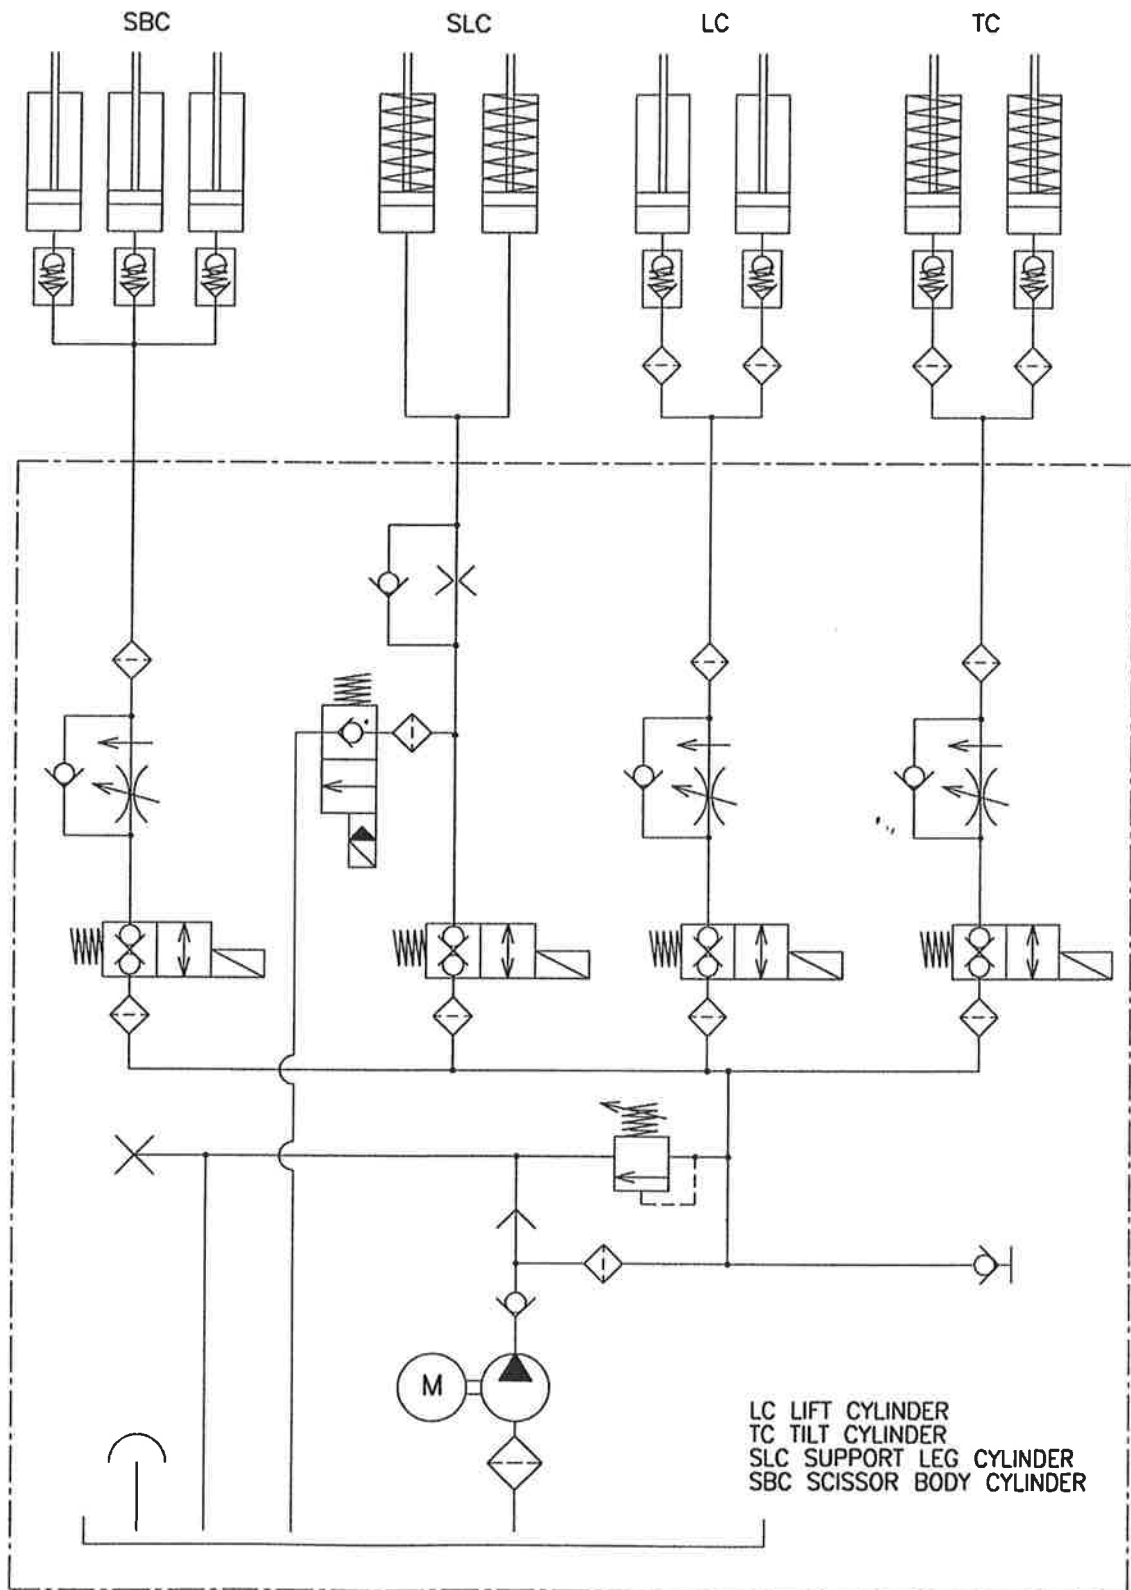 SBC SLC LC TC
M
LC LIFT CYLINDER
TC TILT CYLINDER
SLC SUPPORT LEG CYLINDER
SBC SCISSOR BODY CYLINDER